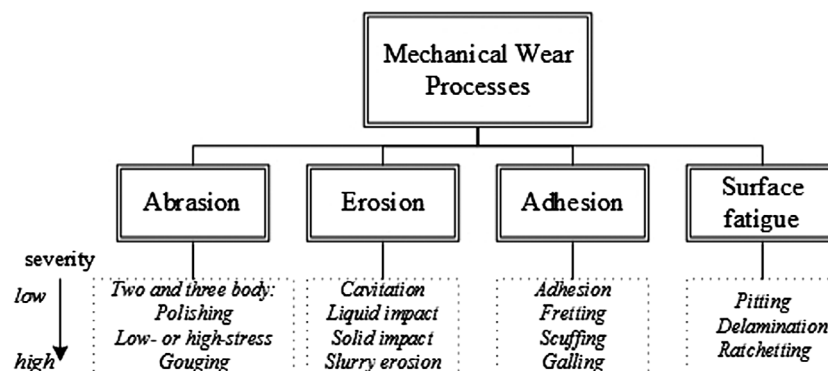 Mechanical Wear
Processes
Abrasion
Erosion
Adhesion
Surface
fatigue
severity
low
high
Two and three body:
Polishing
Low- or high-stress
Gouging
Cavitation
Liquid impact
Solid impact
Slurry erosion
Adhesion
Fretting
Scuffing
Galling
Pitting
Delamination
Ratchetting